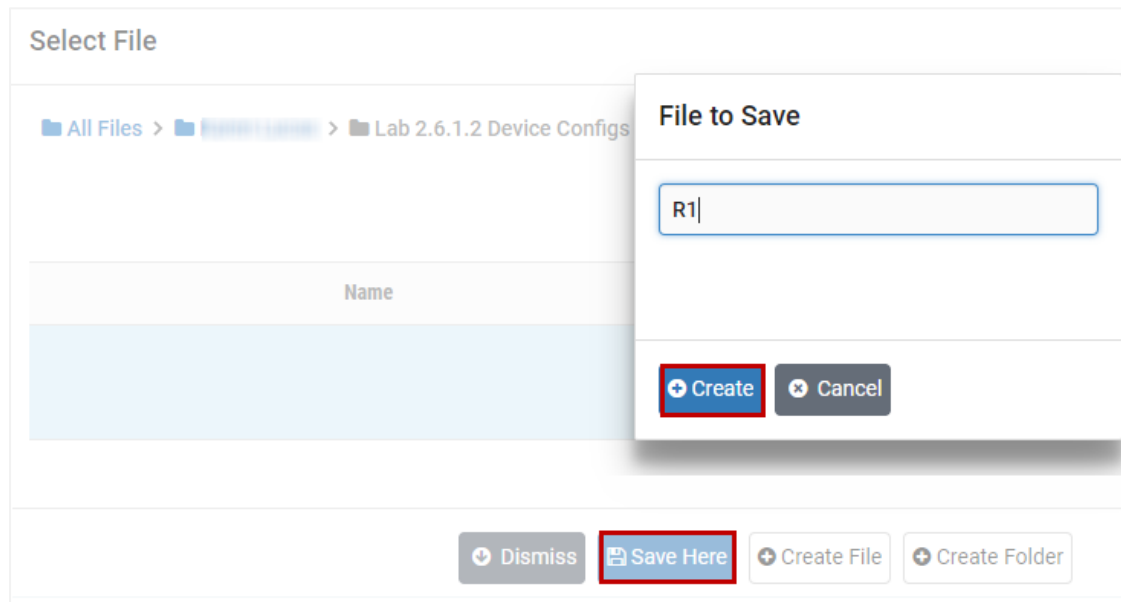 Select File
All Files > > Lab 2.6.1.2 Device Configs
Name
File to Save
R1
Create Cancel
Dismiss Save Here Create File Create Folder